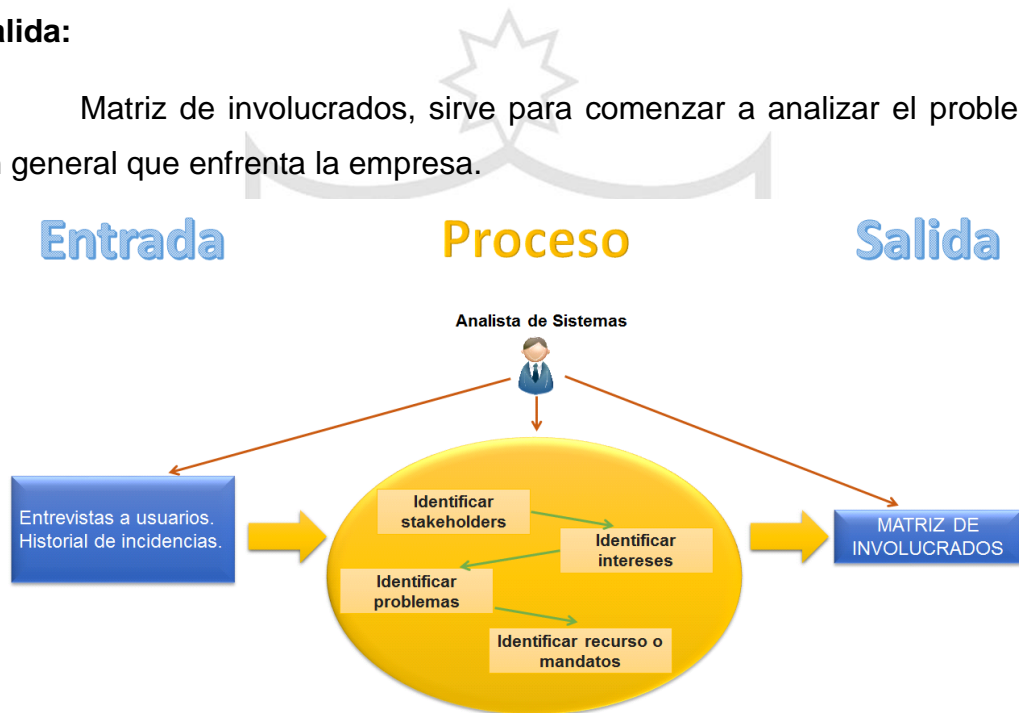 alida:
Matriz de involucrados, sirve para comenzar a analizar el proble
general que enfrenta la empresa.
Entrada
Proceso
Salida
Analista de Sistemas
Entrevistas a usuarios.
Historial de incidencias.
Identificar
stakeholders
Identificar
intereses
Identificar
problemas
Identificar recurso o
mandatos
MATRIZ DE
INVOLUCRADOS